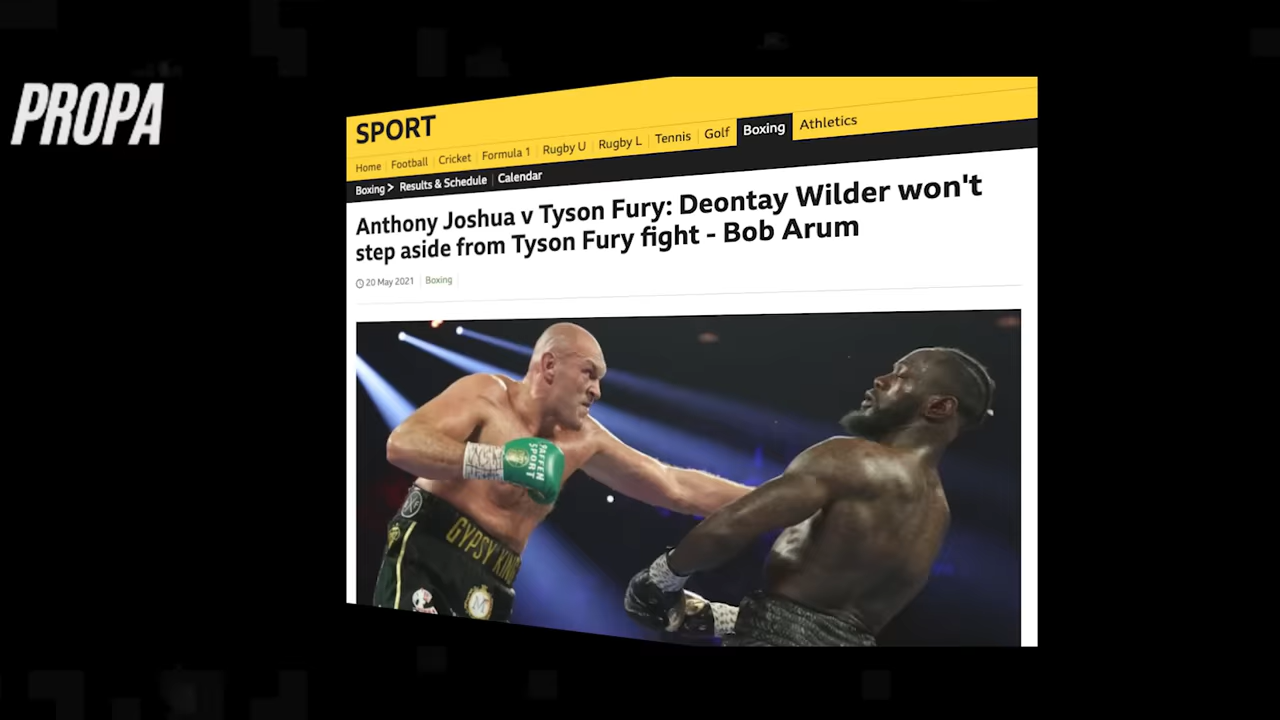 PROPA
SPORT
Home Football Cricket Formula 1 Rugby U Rugby L Tennis Golf Boxing Athletics
Boxing > Results & Schedule Calendar
Anthony Joshua v Tyson Fury: Deontay Wilder won't
step aside from Tyson Fury fight - Bob Arum
20 May 2021 Boxing
PAFFEN
SPORT
GYPSY KING